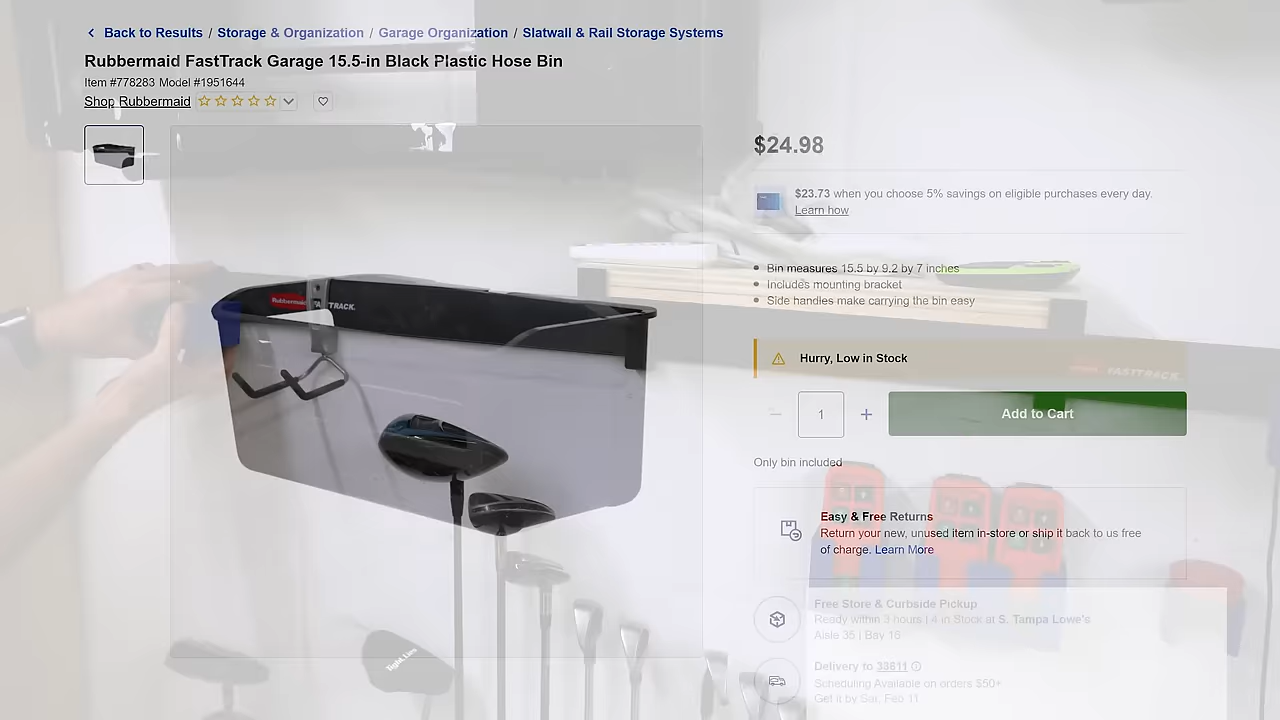 Back to Results / Storage & Organization / Garage Organization / Slatwall & Rail Storage Systems
Rubbermaid FastTrack Garage 15.5-in Black Plastic Hose Bin
Item #778283 Model #1951644
Shop Rubbermaid
$24.98
$23.73 when you choose 5% savings on eligible purchases every day.
Learn how
Bin measures 15.5 by 9.2 by 7 inches
Includes mounting bracket
Side handles make carrying the bin easy
Rubbermaid FASTTRACK.
Hurry, Low in Stock
FASTTRACK
1
Add to Cart
Only bin included
Easy & Free Returns
Return your new, unused item in-store or ship it back to us free
of charge. Learn More
Free Store & Curbside Pickup
Ready within 3 hours | 4 in Stock at S. Tampa Lowe's
Aisle 35 | Bay 16
Delivery to 33611
Scheduling Available on orders $50+
Get it by Sat, Feb 11